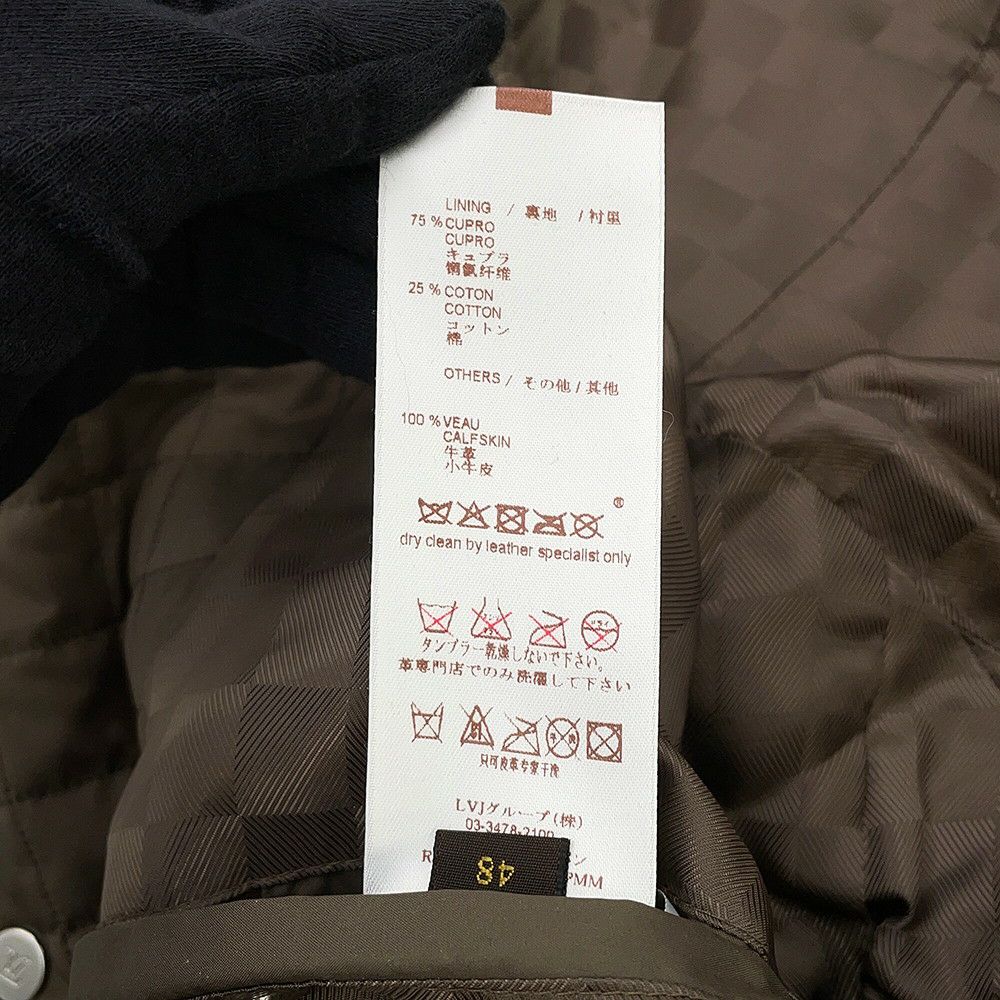 LINING / 裏地 / 衬里
75 % CUPRO
CUPRO
キュプラ
铜氨纤维
25 % COTON
COTTON
コットン
棉
OTHERS / その他 / 其他
100 % VEAU
CALFSKIN
牛革
小牛皮
®
dry clean by leather specialist only
タンブラー乾燥しないで下さい。
革専門店でのみ洗濯して下さい
只可皮革专家干洗
LVJグループ(株)
03-3478-2100
48